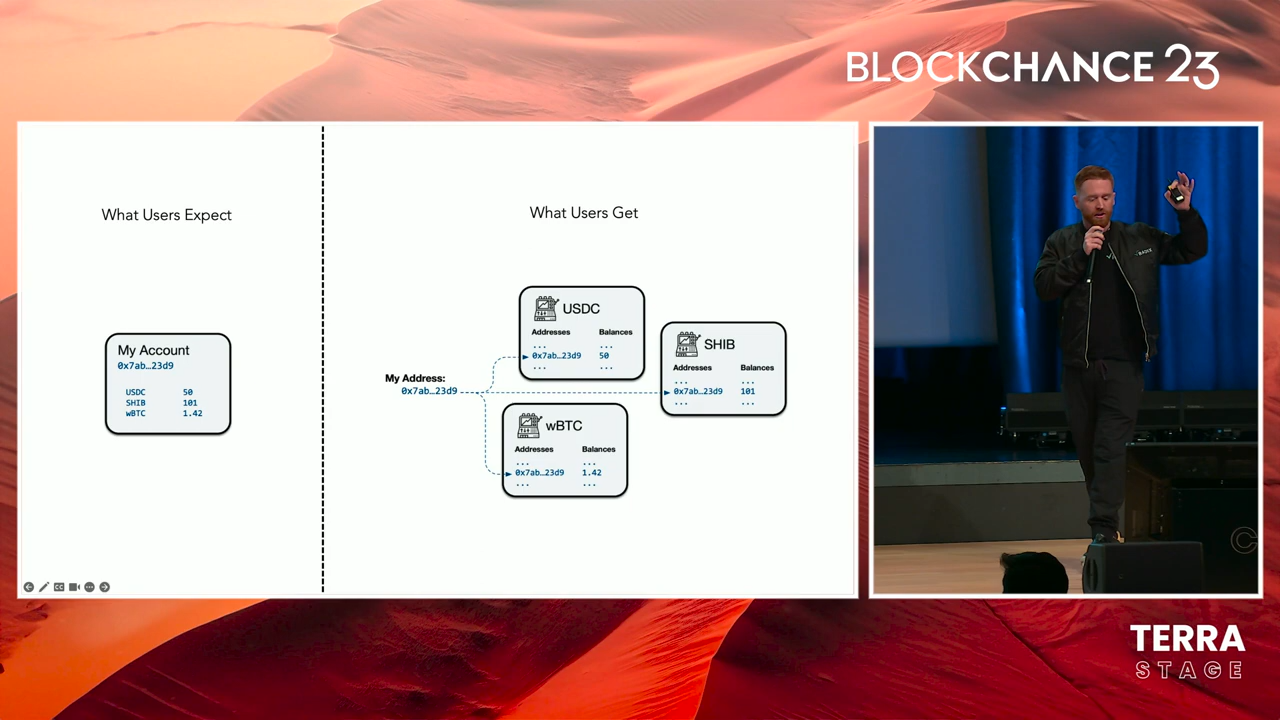 BLOCKCHANCE 23
What Users Expect
My Account
0x7ab…23d9
USDC 50
SHIB 101
wBTC 1.42
What Users Get
My Address:
0x7ab…23d9
USDC
Addresses Balances
... ...
0x7ab…23d9 50
... ...
SHIB
Addresses Balances
... ...
0x7ab…23d9 101
... ...
wBTC
Addresses Balances
... ...
0x7ab…23d9 1.42
... ...
TERRA
STAGE